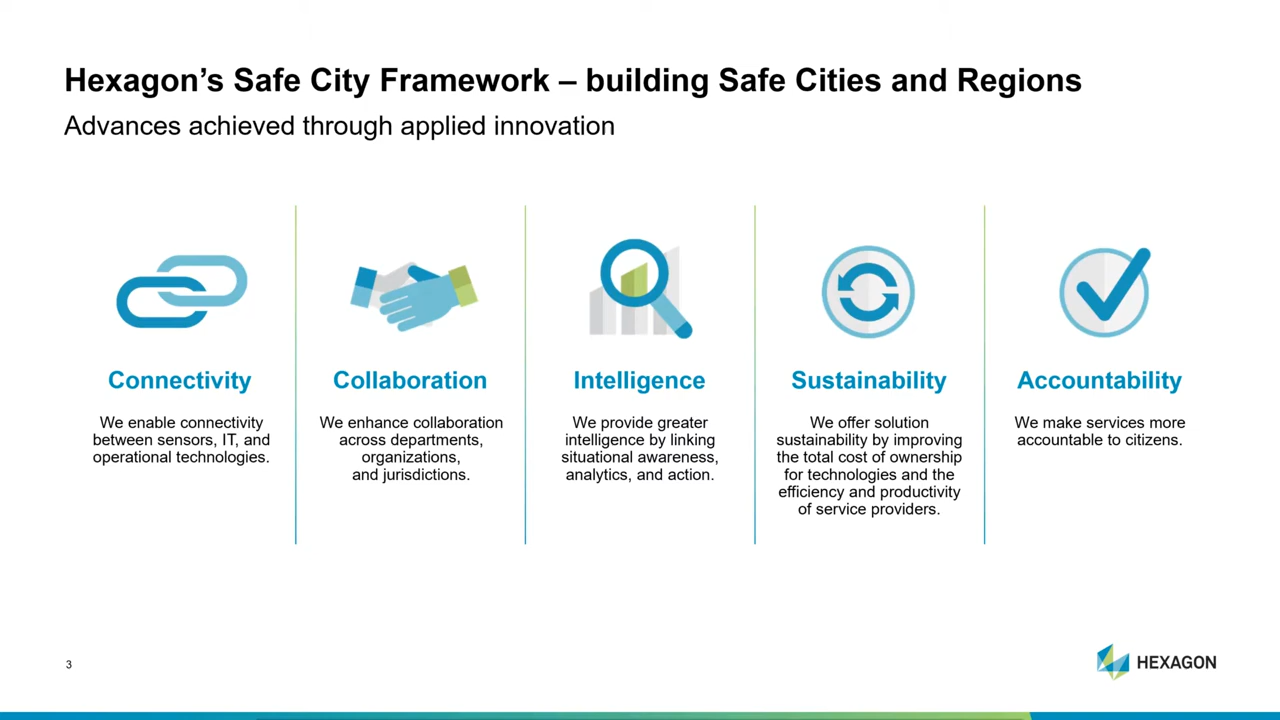 Hexagon’s Safe City Framework – building Safe Cities and Regions
Advances achieved through applied innovation
Connectivity
We enable connectivity
between sensors, IT, and
operational technologies.
Collaboration
We enhance collaboration
across departments,
organizations,
and jurisdictions.
Intelligence
We provide greater
intelligence by linking
situational awareness,
analytics, and action.
Sustainability
We offer solution
sustainability by improving
the total cost of ownership
for technologies and the
efficiency and productivity
of service providers.
Accountability
We make services more
accountable to citizens.
3
HEXAGON